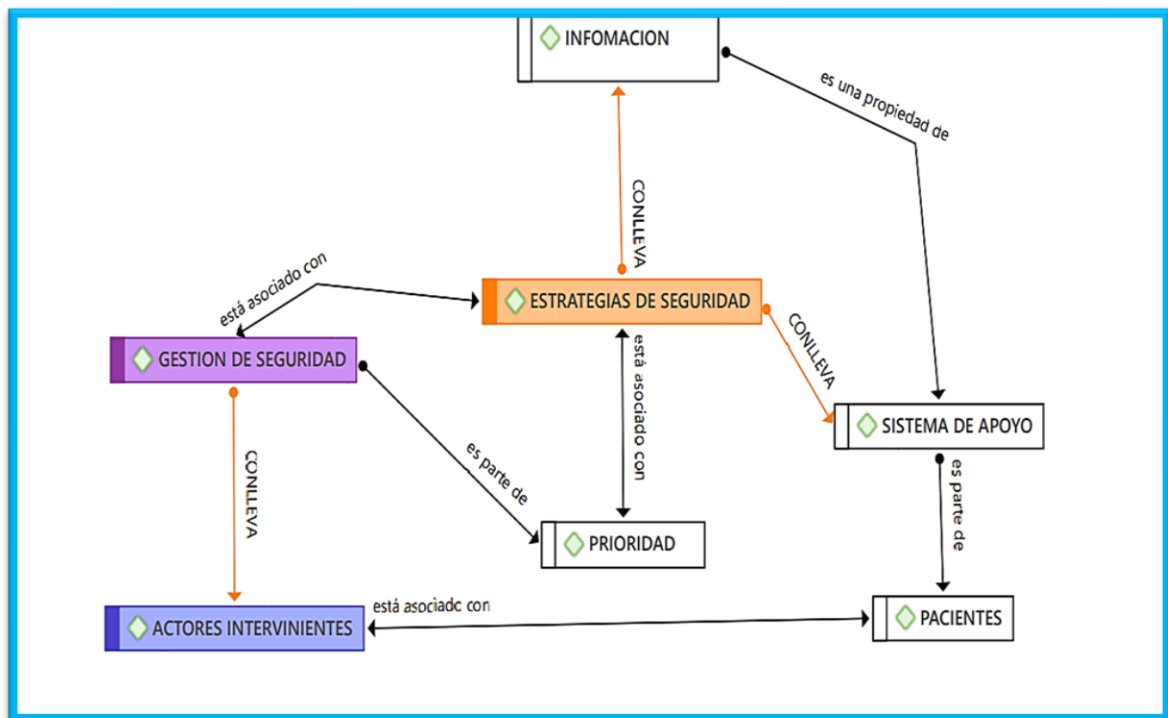 INFOMACION
es una propiedad de
CONLLEVA
está asociado con
ESTRATEGIAS DE SEGURIDAD
CONLLEVA
GESTION DE SEGURIDAD
está asociado con
SISTEMA DE APOYO
CONLLEVA
es parte de
es parte de
PRIORIDAD
está asociado con
ACTORES INTERVINIENTES
PACIENTES